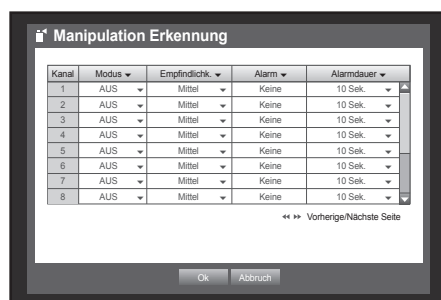 Manipulation Erkennung
Kanal Modus Empfindlichk. Alarm Alarmdauer
1 AUS Mittel Keine 10 Sek.
2 AUS Mittel Keine 10 Sek.
3 AUS Mittel Keine 10 Sek.
4 AUS Mittel Keine 10 Sek.
5 AUS Mittel Keine 10 Sek.
6 AUS Mittel Keine 10 Sek.
7 AUS Mittel Keine 10 Sek.
8 AUS Mittel Keine 10 Sek.
Vorherige/Nächste Seite
Ok Abbruch